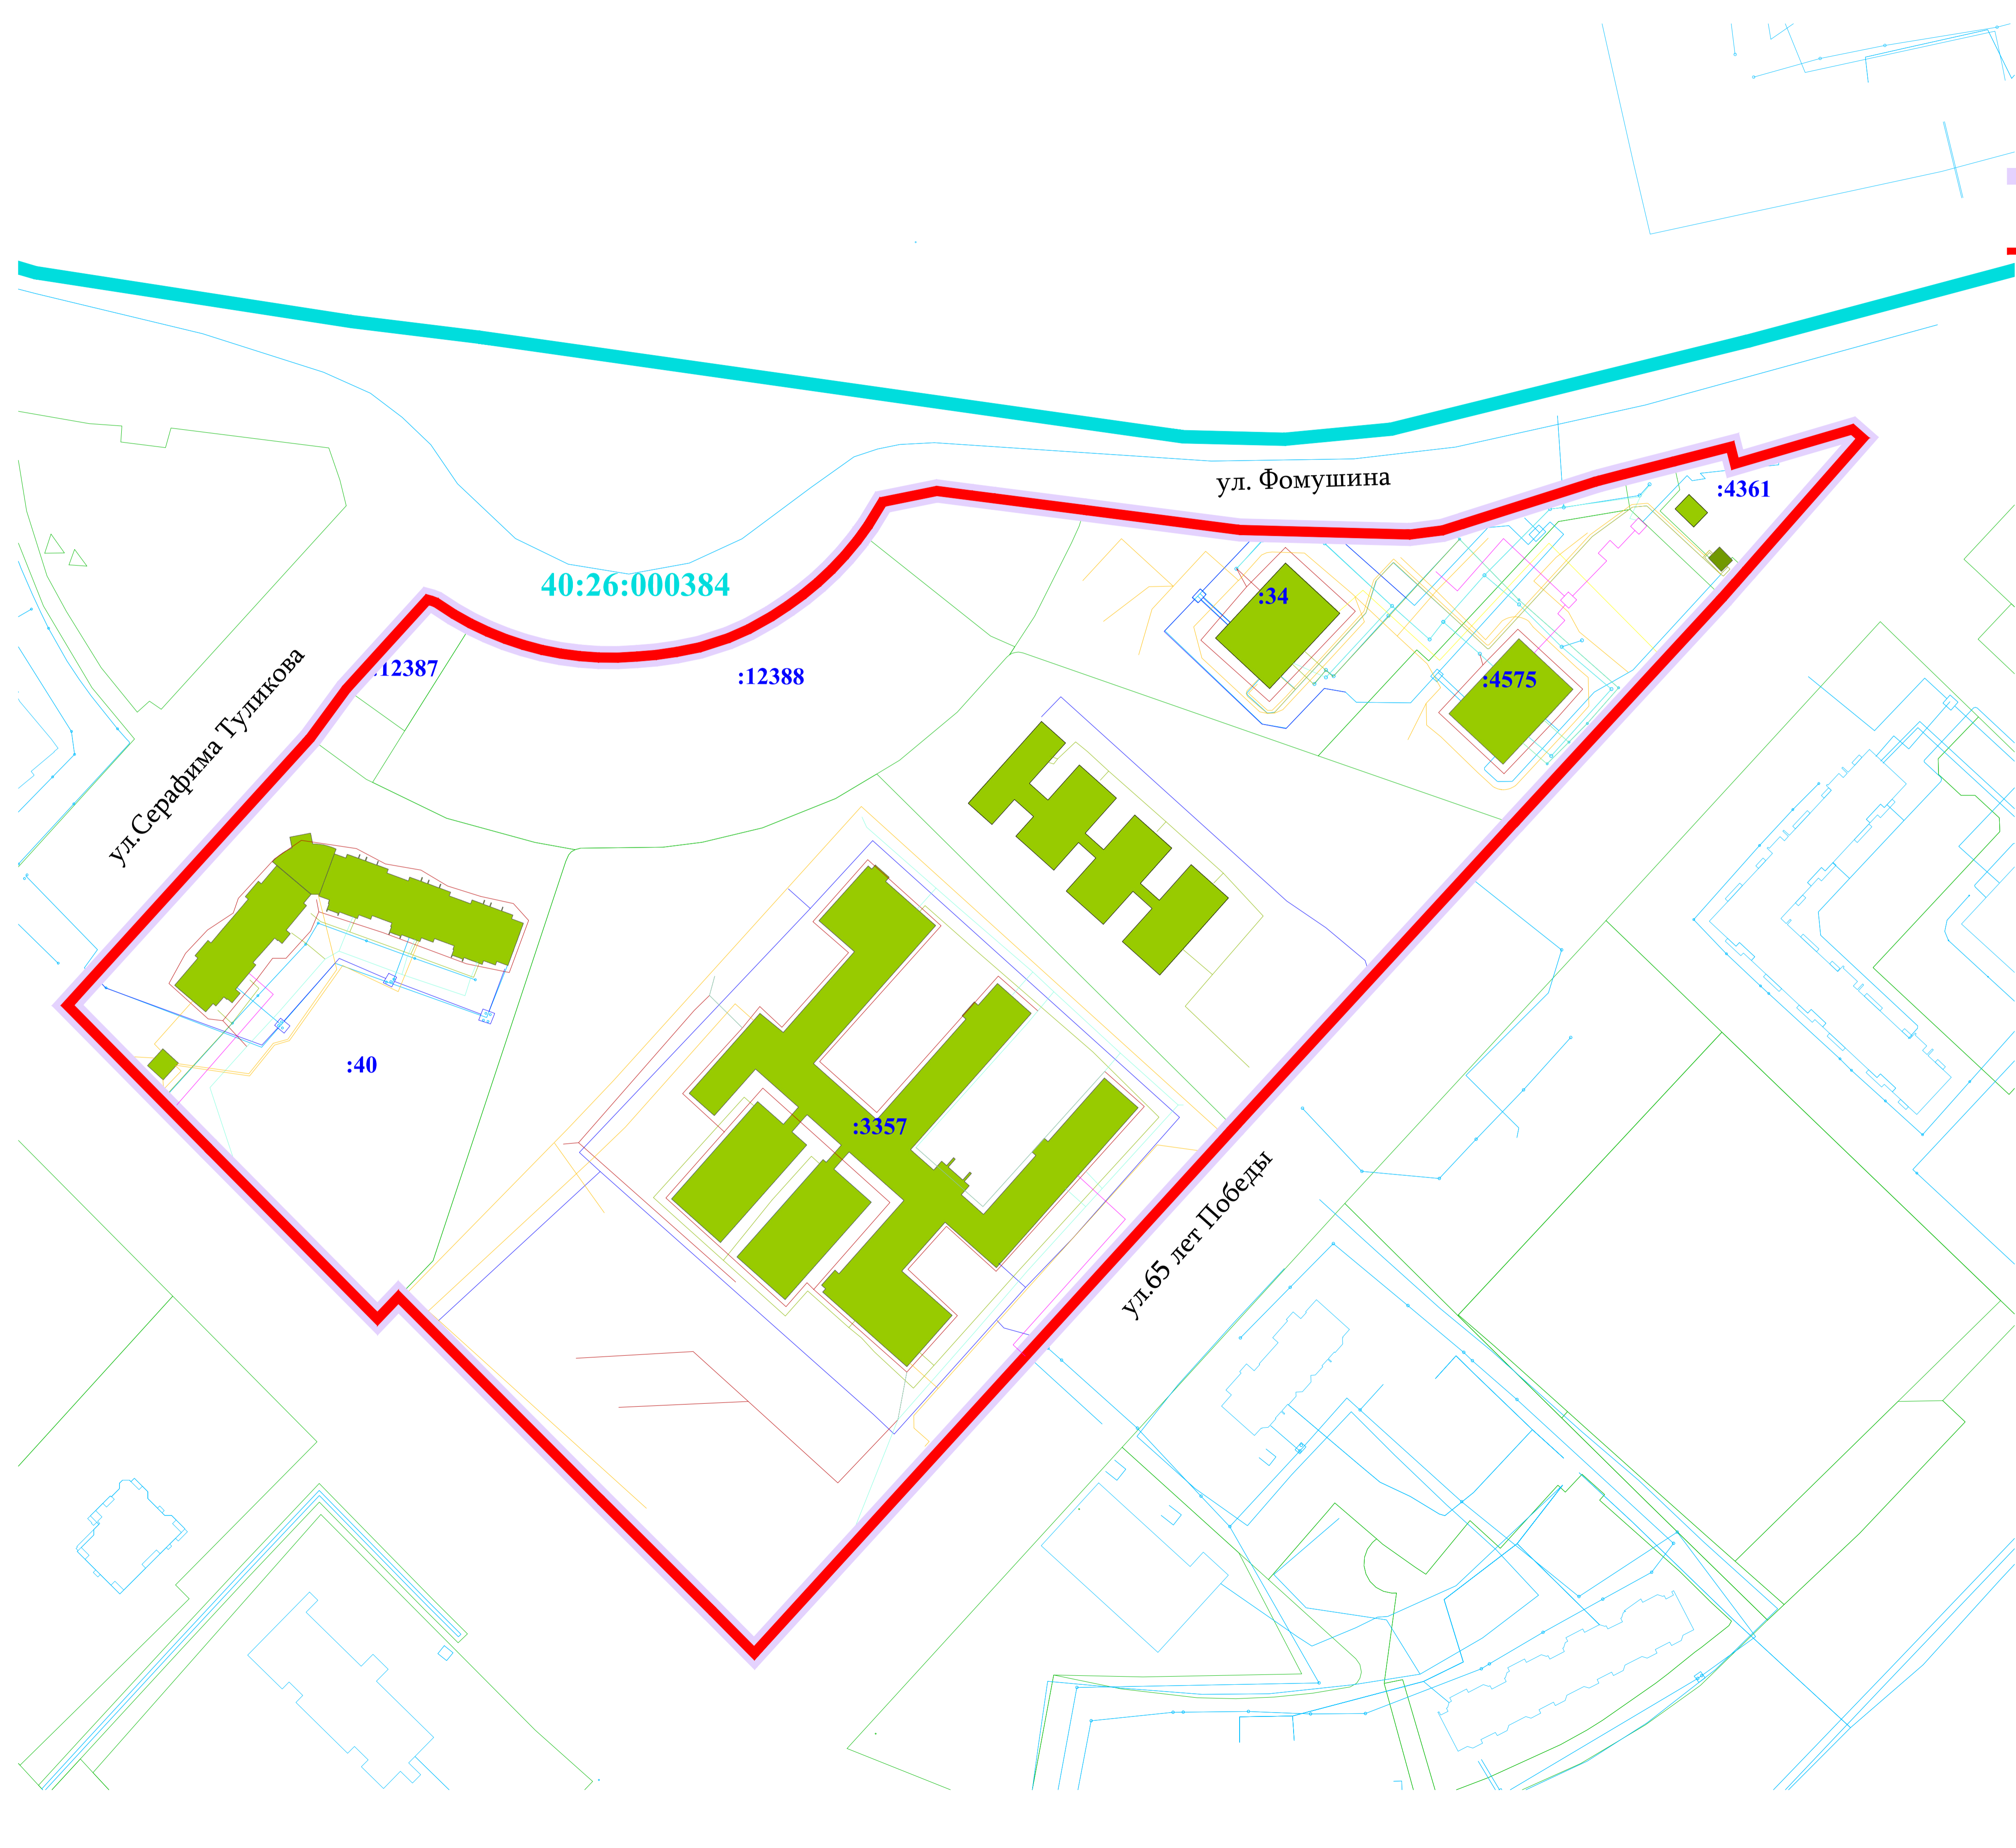 ул. Фомушина
:4361
40:26:000384
:34
:12387
:12388
:4575
ул.Серафима Туликова
:40
:3357
ул.65 лет Победы